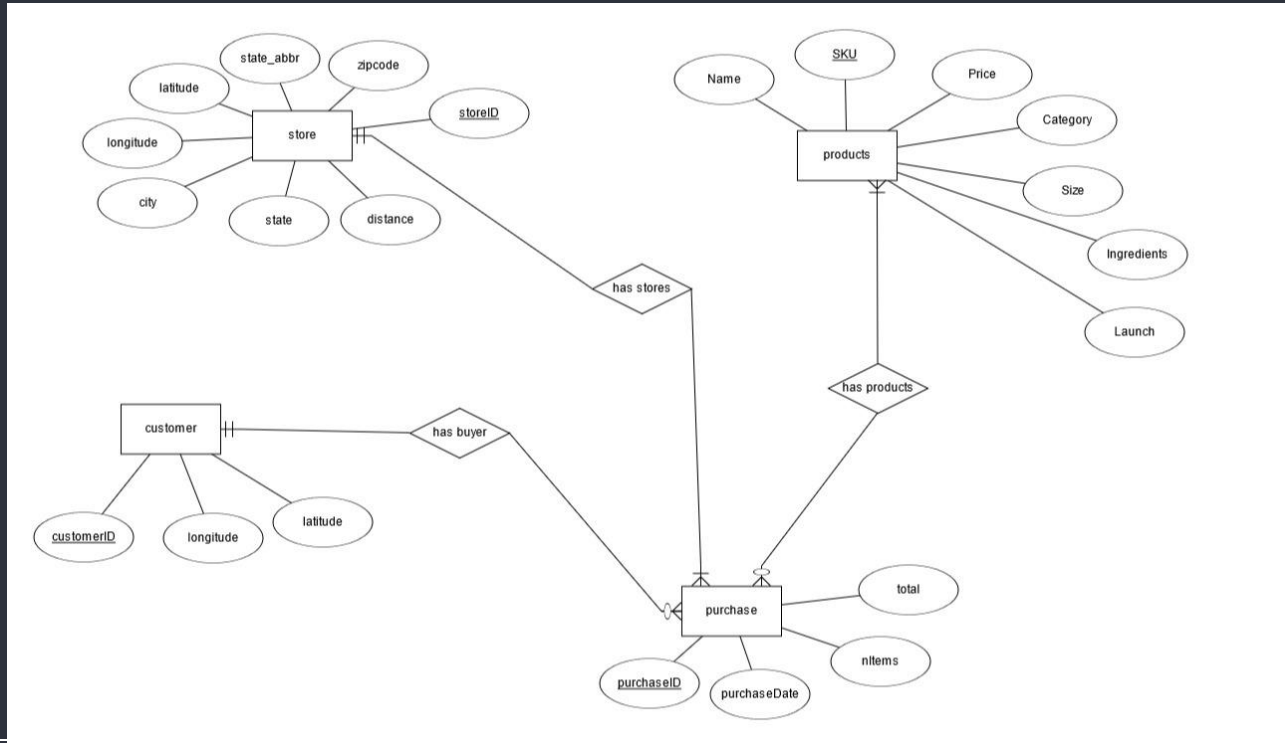 state_abbr
zipcode
latitude
storeID
store
longitude
city
state
distance
SKU
Name
Price
Category
products
Size
Ingredients
Launch
has stores
has products
customer
has buyer
customerID
longitude
latitude
purchase
total
nItems
purchaseID
purchaseDate